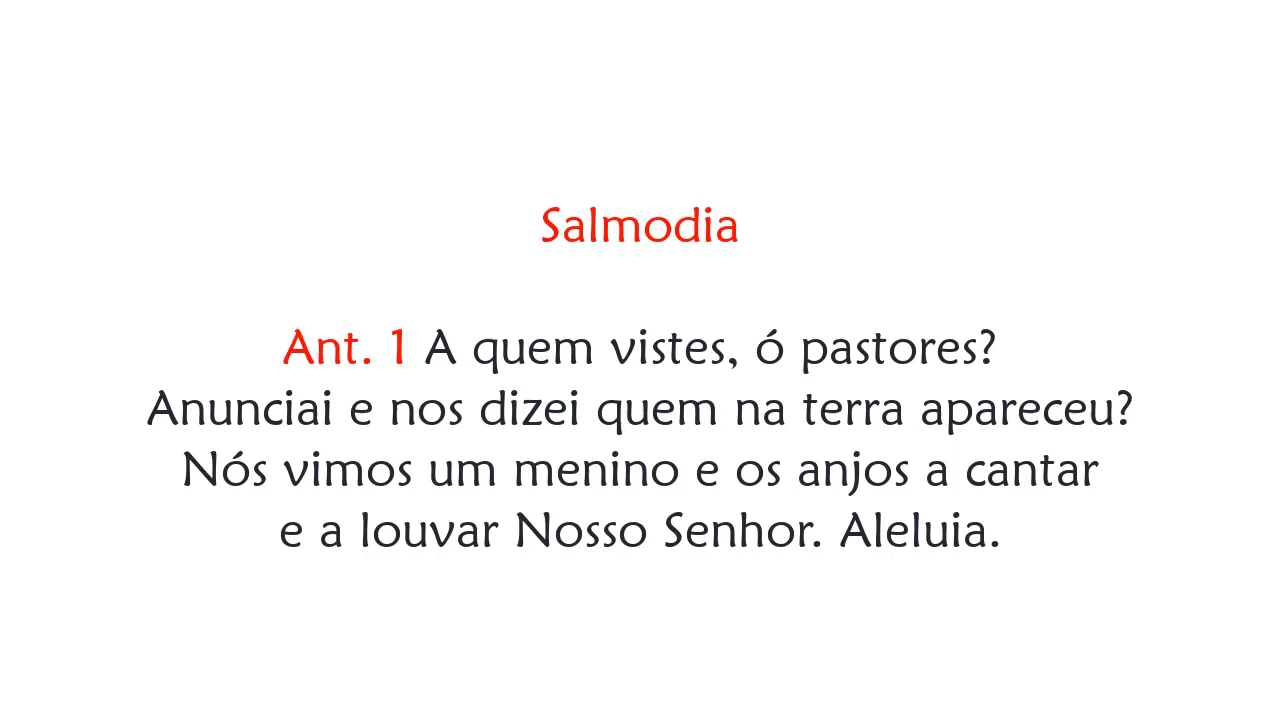 Salmodia
Ant. 1 A quem vistes, ó pastores?
Anunciai e nos dizei quem na terra apareceu?
Nós vimos um menino e os anjos a cantar
e a louvar Nosso Senhor. Aleluia.